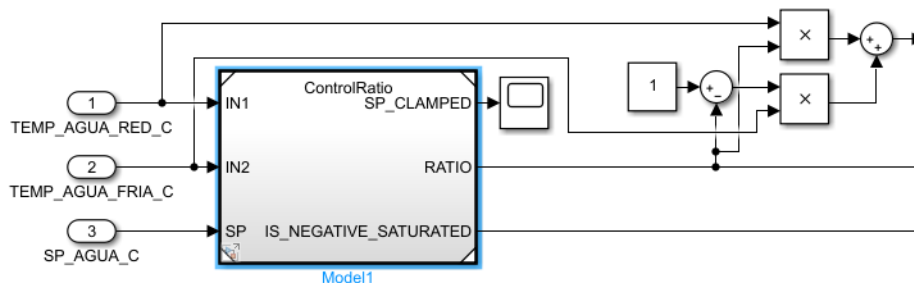 ControlRatio
1
IN1
SP_CLAMPED
1
+
-
×
×
+
+
TEMP_AGUA_RED_C
2
IN2
RATIO
TEMP_AGUA_FRIA_C
3
SP
IS_NEGATIVE_SATURATED
SP_AGUA_C
Model1